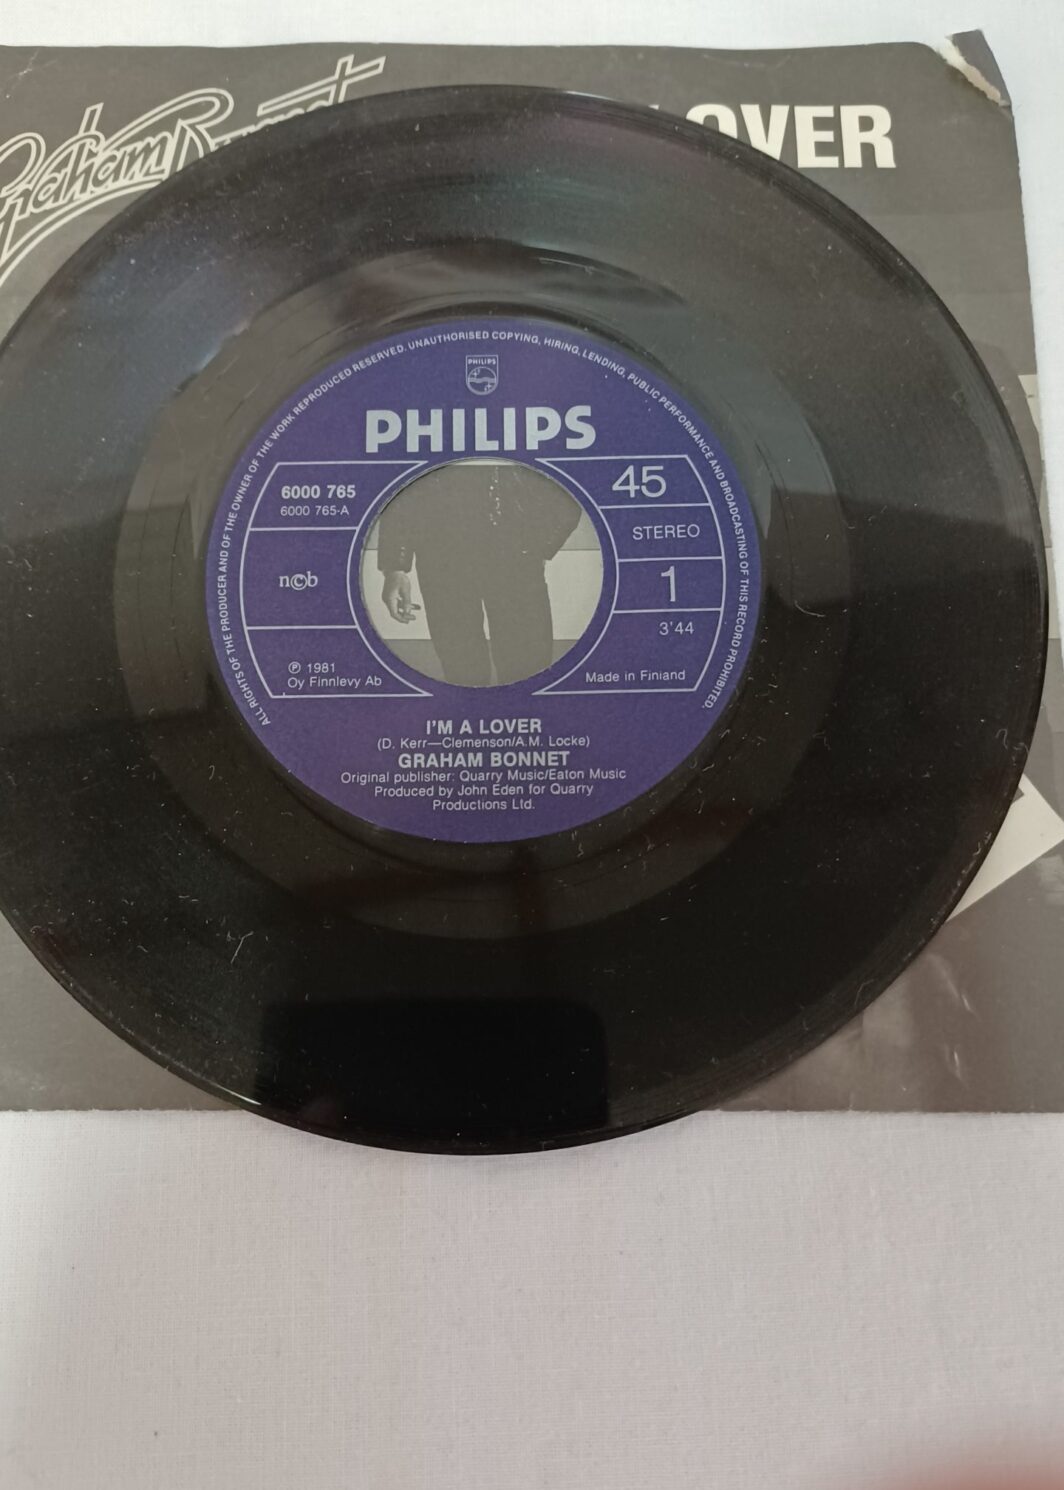 Graham Bonnet
LOVER
ALL RIGHTS OF THE PRODUCER AND OF THE OWNER OF THE WORK REPRODUCED RESERVED. UNAUTHORISED COPYING, HIRING, LENDING, PUBLIC PERFORMANCE AND BROADCASTING OF THIS RECORD PROHIBITED.
PHILIPS
PHILIPS
6000 765
6000 765-A
ncb
℗ 1981
Oy Finnlevy Ab
45
STEREO
1
3'44
Made in Finland
I'M A LOVER
(D. Kerr—Clemenson/A.M. Locke)
GRAHAM BONNET
Original publisher: Quarry Music/Eaton Music
Produced by John Eden for Quarry
Productions Ltd.